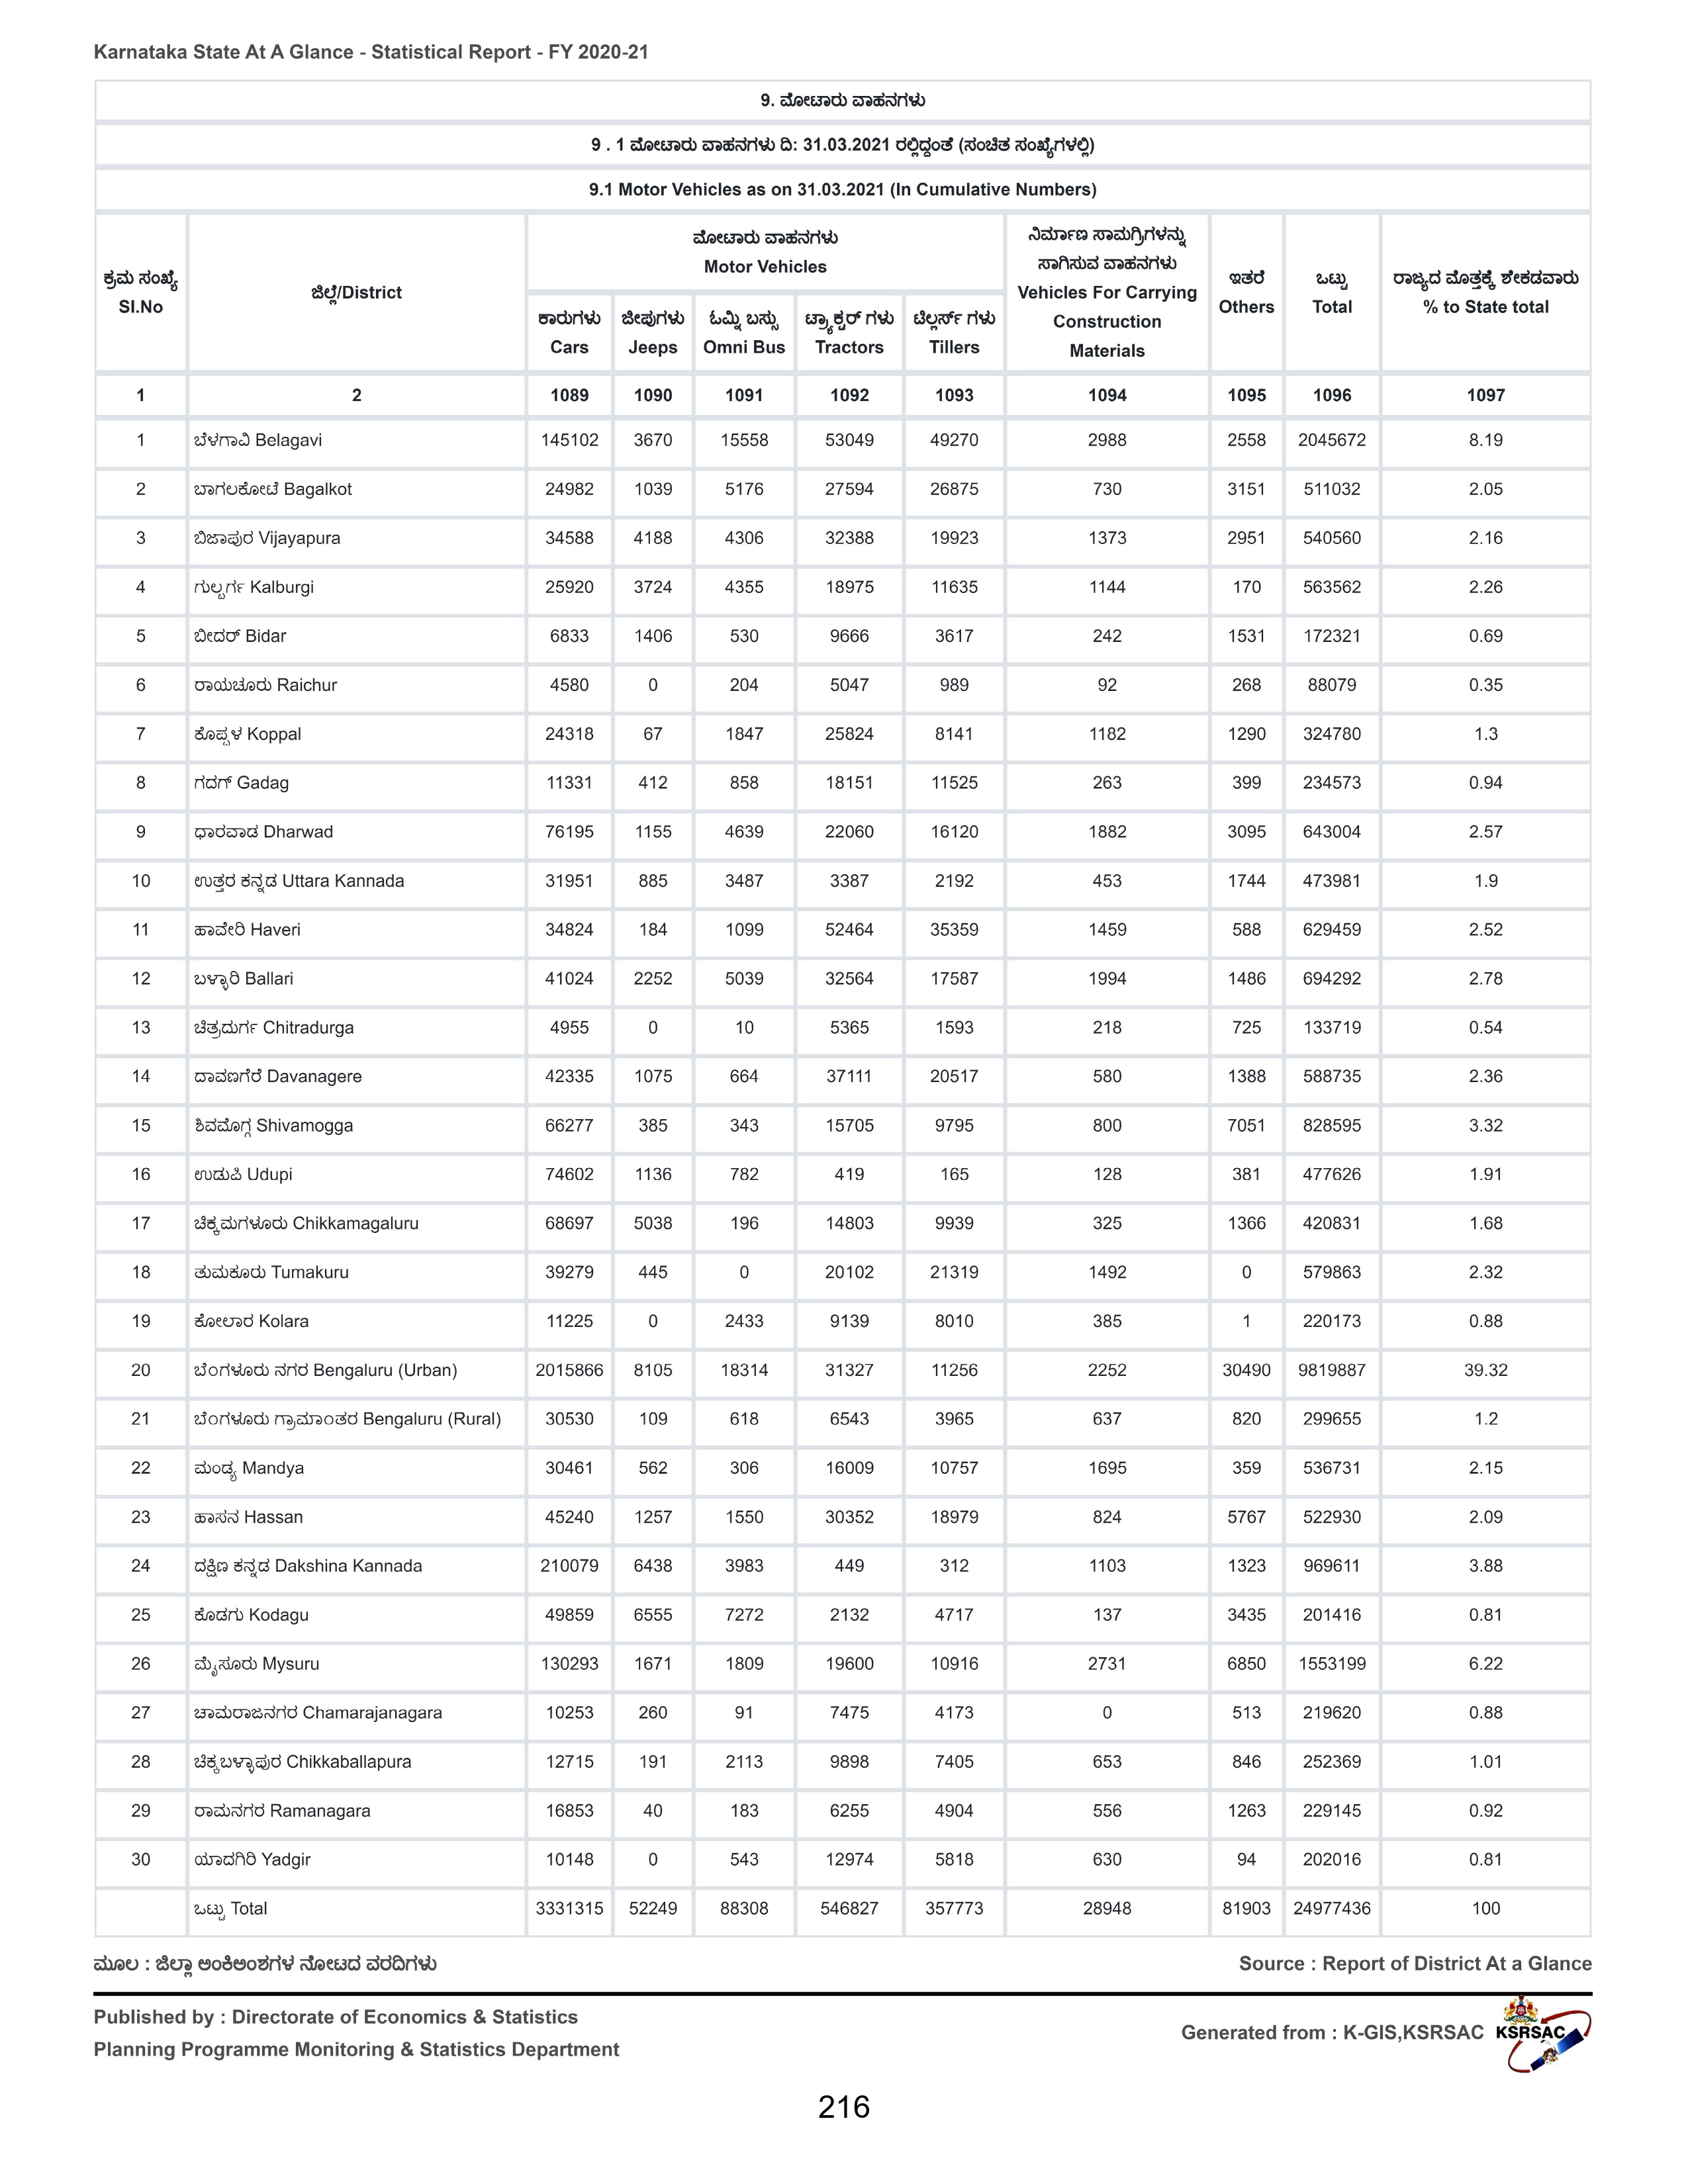 Karnataka State At A Glance - Statistical Report - FY 2020-21
9. ಮೋಟಾರು ವಾಹನಗಳು
9 . 1 ಮೋಟಾರು ವಾಹನಗಳು ದಿ: 31.03.2021 ರಲ್ಲಿದ್ದಂತೆ (ಸಂಚಿತ ಸಂಖ್ಯೆಗಳಲ್ಲಿ)
9.1 Motor Vehicles as on 31.03.2021 (In Cumulative Numbers)
ಕ್ರಮ ಸಂಖ್ಯೆ
Sl.No
ಜಿಲ್ಲೆ/District
ಮೋಟಾರು ವಾಹನಗಳು
Motor Vehicles
ಕಾರುಗಳು
Cars
ಜೀಪುಗಳು
Jeeps
ಓಮ್ನಿ ಬಸ್ಸು
Omni Bus
ಟ್ರ್ಯಾಕ್ಟರ್ ಗಳು
Tractors
ಟಿಲ್ಲರ್ಸ್ ಗಳು
Tillers
ನಿರ್ಮಾಣ ಸಾಮಗ್ರಿಗಳನ್ನು
ಸಾಗಿಸುವ ವಾಹನಗಳು
Vehicles For Carrying
Construction
Materials
ಇತರೆ
Others
ಒಟ್ಟು
Total
ರಾಜ್ಯದ ಮೊತ್ತಕ್ಕೆ ಶೇಕಡವಾರು
% to State total
1 2 1089 1090 1091 1092 1093 1094 1095 1096 1097
1 ಬೆಳಗಾವಿ Belagavi 145102 3670 15558 53049 49270 2988 2558 2045672 8.19
2 ಬಾಗಲಕೋಟೆ Bagalkot 24982 1039 5176 27594 26875 730 3151 511032 2.05
3 ಬಿಜಾಪುರ Vijayapura 34588 4188 4306 32388 19923 1373 2951 540560 2.16
4 ಗುಲ್ಬರ್ಗ Kalburgi 25920 3724 4355 18975 11635 1144 170 563562 2.26
5 ಬೀದರ್ Bidar 6833 1406 530 9666 3617 242 1531 172321 0.69
6 ರಾಯಚೂರು Raichur 4580 0 204 5047 989 92 268 88079 0.35
7 ಕೊಪ್ಪಳ Koppal 24318 67 1847 25824 8141 1182 1290 324780 1.3
8 ಗದಗ್ Gadag 11331 412 858 18151 11525 263 399 234573 0.94
9 ಧಾರವಾಡ Dharwad 76195 1155 4639 22060 16120 1882 3095 643004 2.57
10 ಉತ್ತರ ಕನ್ನಡ Uttara Kannada 31951 885 3487 3387 2192 453 1744 473981 1.9
11 ಹಾವೇರಿ Haveri 34824 184 1099 52464 35359 1459 588 629459 2.52
12 ಬಳ್ಳಾರಿ Ballari 41024 2252 5039 32564 17587 1994 1486 694292 2.78
13 ಚಿತ್ರದುರ್ಗ Chitradurga 4955 0 10 5365 1593 218 725 133719 0.54
14 ದಾವಣಗೆರೆ Davanagere 42335 1075 664 37111 20517 580 1388 588735 2.36
15 ಶಿವಮೊಗ್ಗ Shivamogga 66277 385 343 15705 9795 800 7051 828595 3.32
16 ಉಡುಪಿ Udupi 74602 1136 782 419 165 128 381 477626 1.91
17 ಚಿಕ್ಕಮಗಳೂರು Chikkamagaluru 68697 5038 196 14803 9939 325 1366 420831 1.68
18 ತುಮಕೂರು Tumakuru 39279 445 0 20102 21319 1492 0 579863 2.32
19 ಕೋಲಾರ Kolara 11225 0 2433 9139 8010 385 1 220173 0.88
20 ಬೆಂಗಳೂರು ನಗರ Bengaluru (Urban) 2015866 8105 18314 31327 11256 2252 30490 9819887 39.32
21 ಬೆಂಗಳೂರು ಗ್ರಾಮಾಂತರ Bengaluru (Rural) 30530 109 618 6543 3965 637 820 299655 1.2
22 ಮಂಡ್ಯ Mandya 30461 562 306 16009 10757 1695 359 536731 2.15
23 ಹಾಸನ Hassan 45240 1257 1550 30352 18979 824 5767 522930 2.09
24 ದಕ್ಷಿಣ ಕನ್ನಡ Dakshina Kannada 210079 6438 3983 449 312 1103 1323 969611 3.88
25 ಕೊಡಗು Kodagu 49859 6555 7272 2132 4717 137 3435 201416 0.81
26 ಮೈಸೂರು Mysuru 130293 1671 1809 19600 10916 2731 6850 1553199 6.22
27 ಚಾಮರಾಜನಗರ Chamarajanagara 10253 260 91 7475 4173 0 513 219620 0.88
28 ಚಿಕ್ಕಬಳ್ಳಾಪುರ Chikkaballapura 12715 191 2113 9898 7405 653 846 252369 1.01
29 ರಾಮನಗರ Ramanagara 16853 40 183 6255 4904 556 1263 229145 0.92
30 ಯಾದಗಿರಿ Yadgir 10148 0 543 12974 5818 630 94 202016 0.81
ಒಟ್ಟು Total 3331315 52249 88308 546827 357773 28948 81903 24977436 100
ಮೂಲ : ಜಿಲ್ಲಾ ಅಂಕಿಅಂಶಗಳ ನೋಟದ ವರದಿಗಳು
Source : Report of District At a Glance
Published by : Directorate of Economics & Statistics
Planning Programme Monitoring & Statistics Department
Generated from : K-GIS,KSRSAC
KSRSAC
216